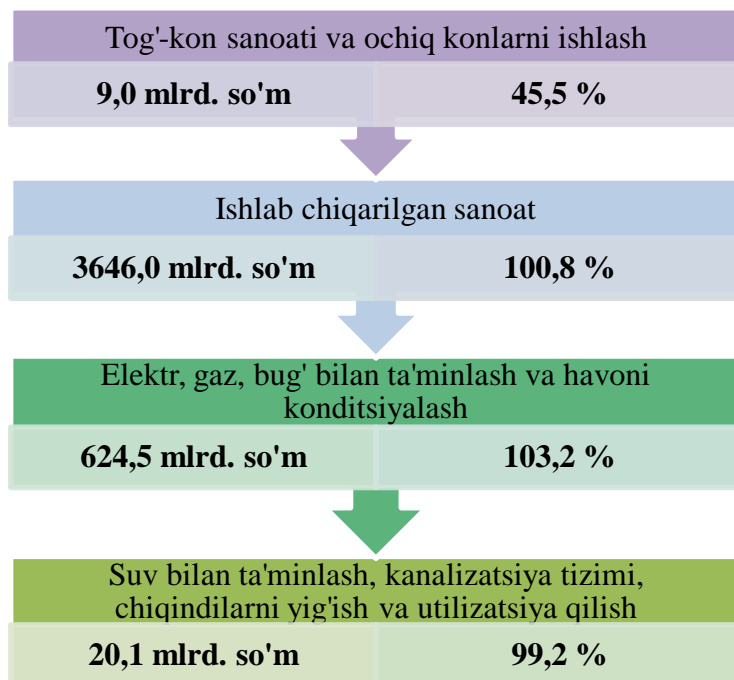 Tog'-kon sanoati va ochiq konlarni ishlash
9,0 mlrd. so'm 45,5 %
Ishlab chiqarilgan sanoat
3646,0 mlrd. so'm 100,8 %
Elektr, gaz, bug' bilan ta'minlash va havoni
konditsiyalash
624,5 mlrd. so'm 103,2 %
Suv bilan ta'minlash, kanalizatsiya tizimi,
chiqindilarni yig'ish va utilizatsiya qilish
20,1 mlrd. so'm 99,2 %